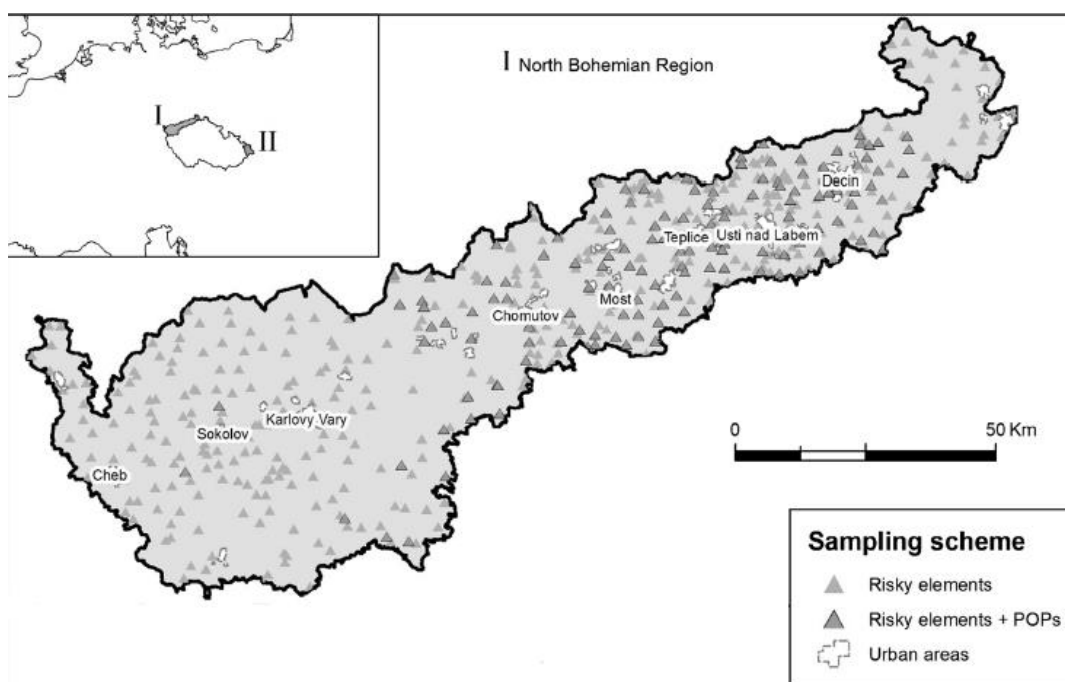 I North Bohemian Region
I
II
Decin
Teplice Usti nad Labem
Most
Chomutov
Karlovy Vary
Sokolov
Cheb
0 50 Km
Sampling scheme
Risky elements
Risky elements + POPs
Urban areas